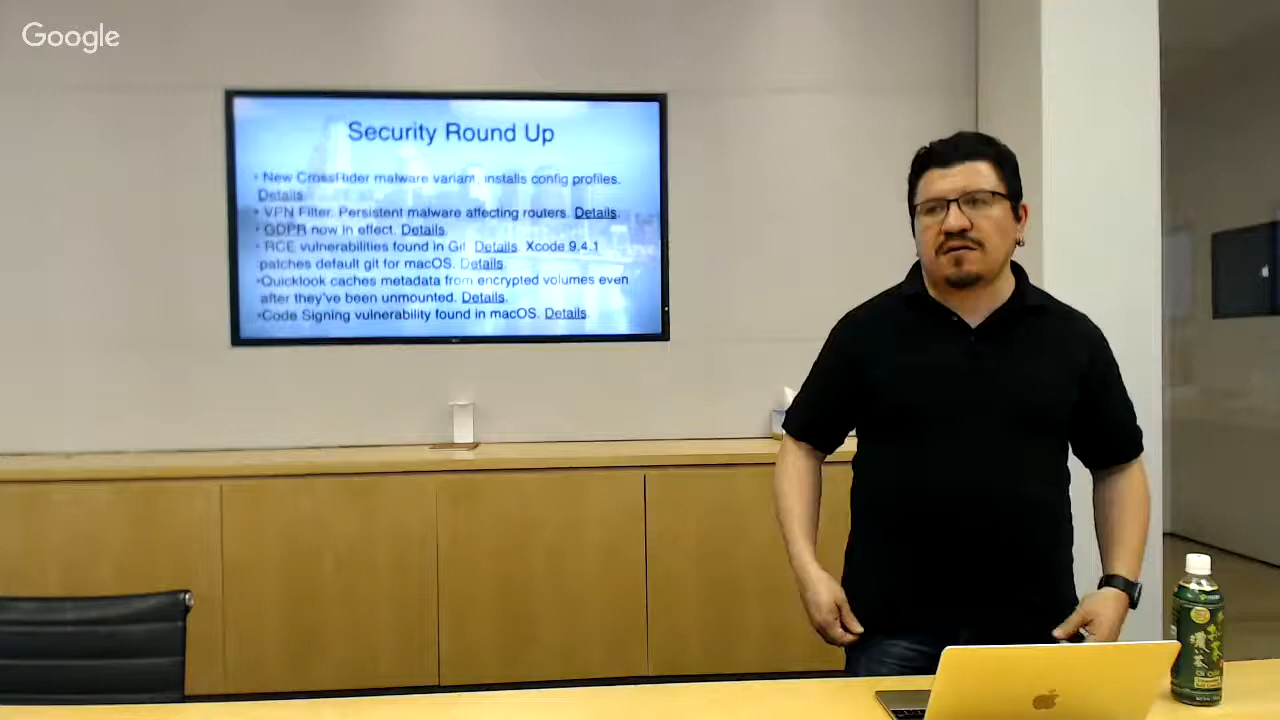 Google
Security Round Up
• New CrossRider malware variant, installs config profiles.
Details
• VPN Filter. Persistent malware affecting routers. Details.
• GDPR now in effect. Details.
• RCE vulnerabilities found in Git. Details. Xcode 9.4.1
patches default git for macOS. Details.
•Quicklook caches metadata from encrypted volumes even
after they've been unmounted. Details.
•Code Signing vulnerability found in macOS. Details.